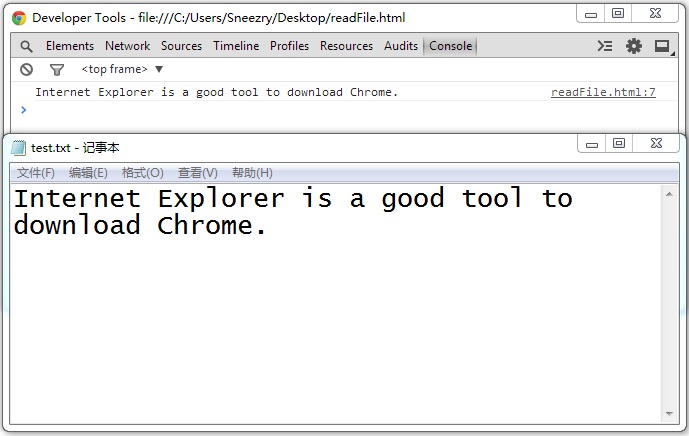 Developer Tools - file:///C:/Users/Sneezry/Desktop/readFile.html
Elements Network Sources Timeline Profiles Resources Audits Console
<top frame> ▼
Internet Explorer is a good tool to download Chrome. readFile.html:7
>
test.txt - 记事本
文件(F) 编辑(E) 格式(O) 查看(V) 帮助(H)
Internet Explorer is a good tool to
download Chrome.